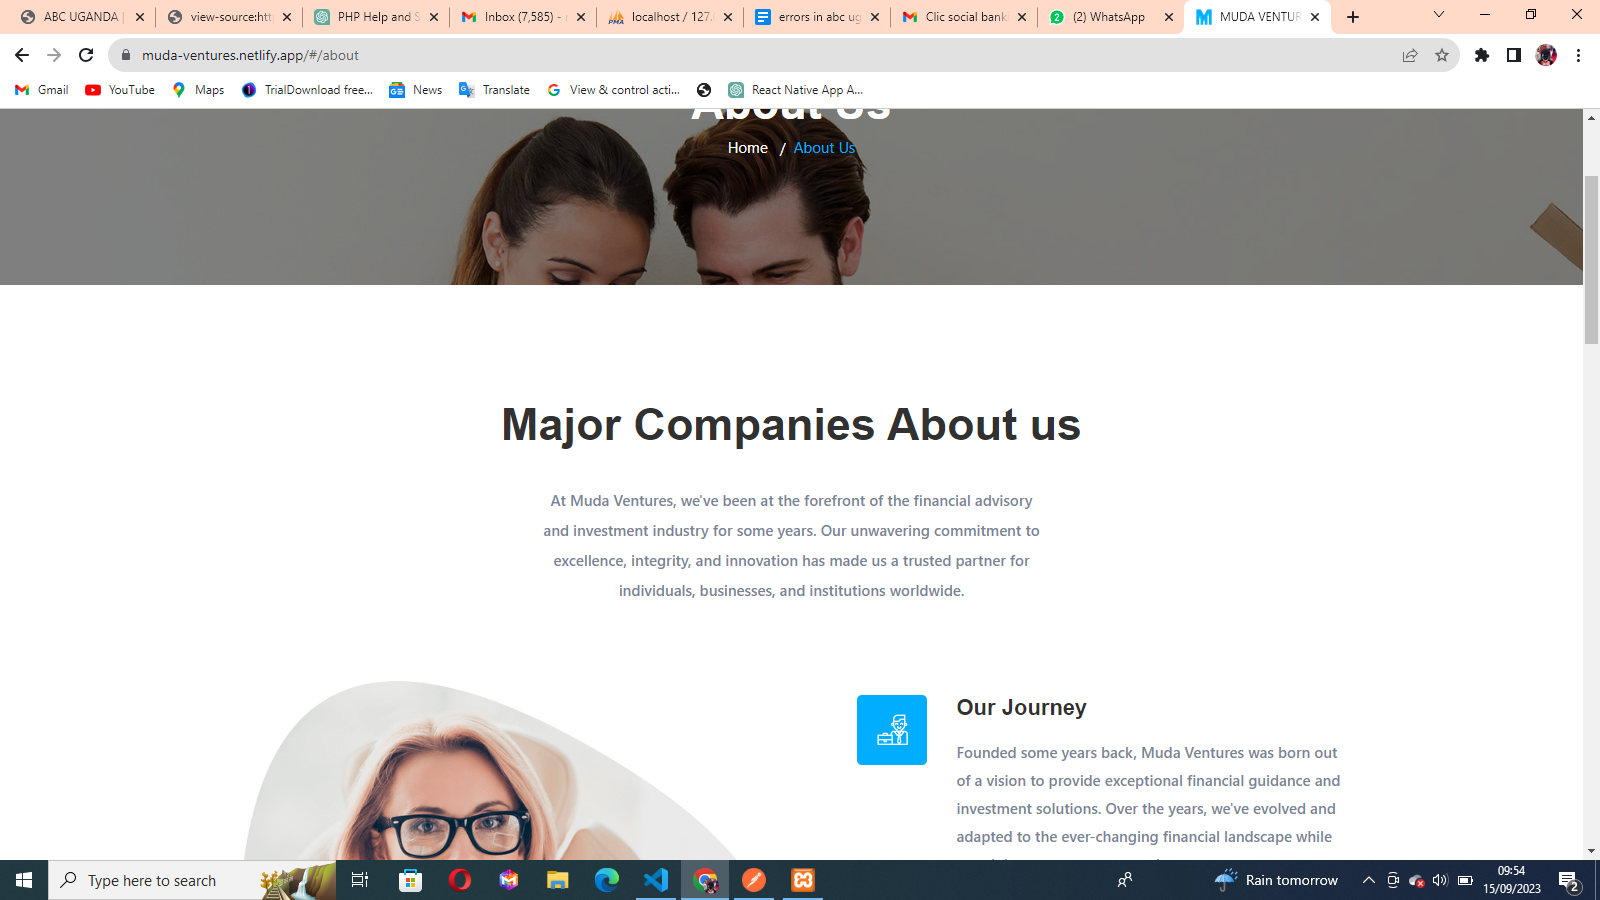 ABC UGANDA |
view-source:htt
PHP Help and S
Inbox (7,585) -
localhost / 127.
errors in abc ug
Clic social bank
(2) WhatsApp
MUDA VENTUR
muda-ventures.netlify.app/#/about
Gmail
YouTube
Maps
TrialDownload free...
News
Translate
View & control acti...
React Native App A...
About Us
Home / About Us
Major Companies About us
At Muda Ventures, we've been at the forefront of the financial advisory
and investment industry for some years. Our unwavering commitment to
excellence, integrity, and innovation has made us a trusted partner for
individuals, businesses, and institutions worldwide.
Our Journey
Founded some years back, Muda Ventures was born out
of a vision to provide exceptional financial guidance and
investment solutions. Over the years, we've evolved and
adapted to the ever-changing financial landscape while
Type here to search
Rain tomorrow
09:54
15/09/2023
2